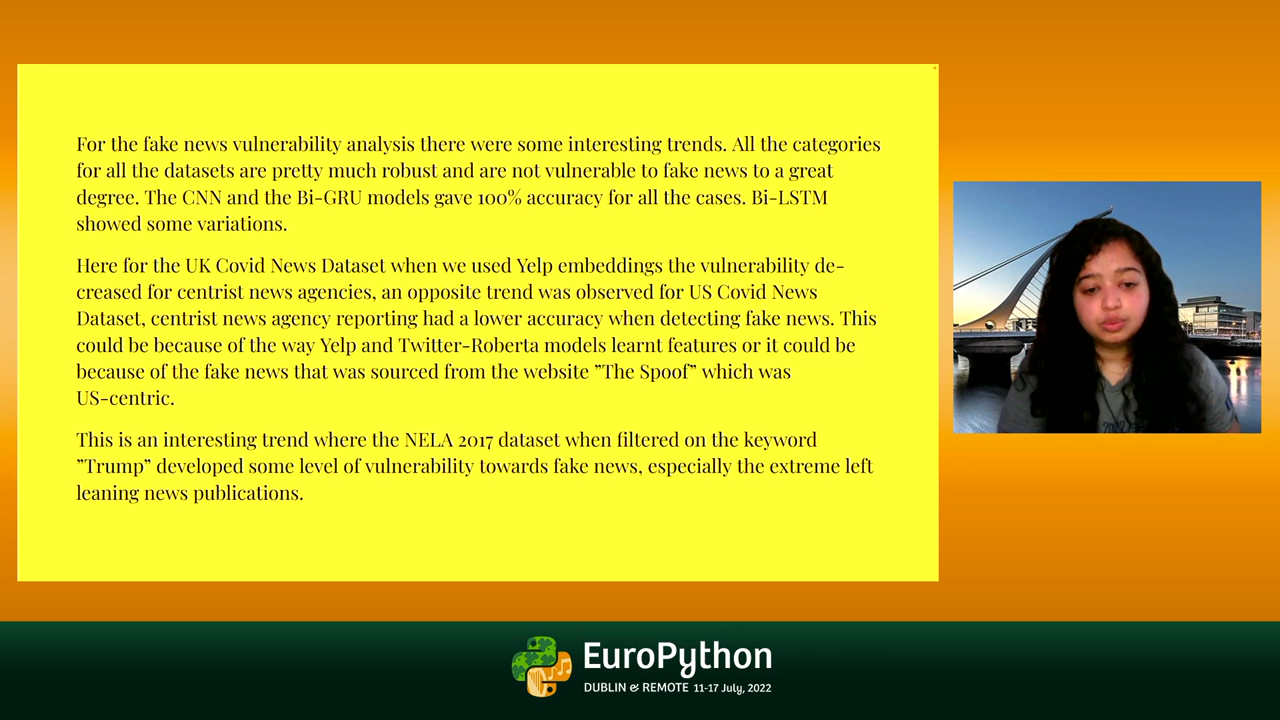 For the fake news vulnerability analysis there were some interesting trends. All the categories
for all the datasets are pretty much robust and are not vulnerable to fake news to a great
degree. The CNN and the Bi-GRU models gave 100% accuracy for all the cases. Bi-LSTM
showed some variations.
Here for the UK Covid News Dataset when we used Yelp embeddings the vulnerability de-
creased for centrist news agencies, an opposite trend was observed for US Covid News
Dataset, centrist news agency reporting had a lower accuracy when detecting fake news. This
could be because of the way Yelp and Twitter-Roberta models learnt features or it could be
because of the fake news that was sourced from the website ”The Spoof” which was
US-centric.
This is an interesting trend where the NELA 2017 dataset when filtered on the keyword
”Trump” developed some level of vulnerability towards fake news, especially the extreme left
leaning news publications.
EuroPython
DUBLIN & REMOTE 11-17 July, 2022